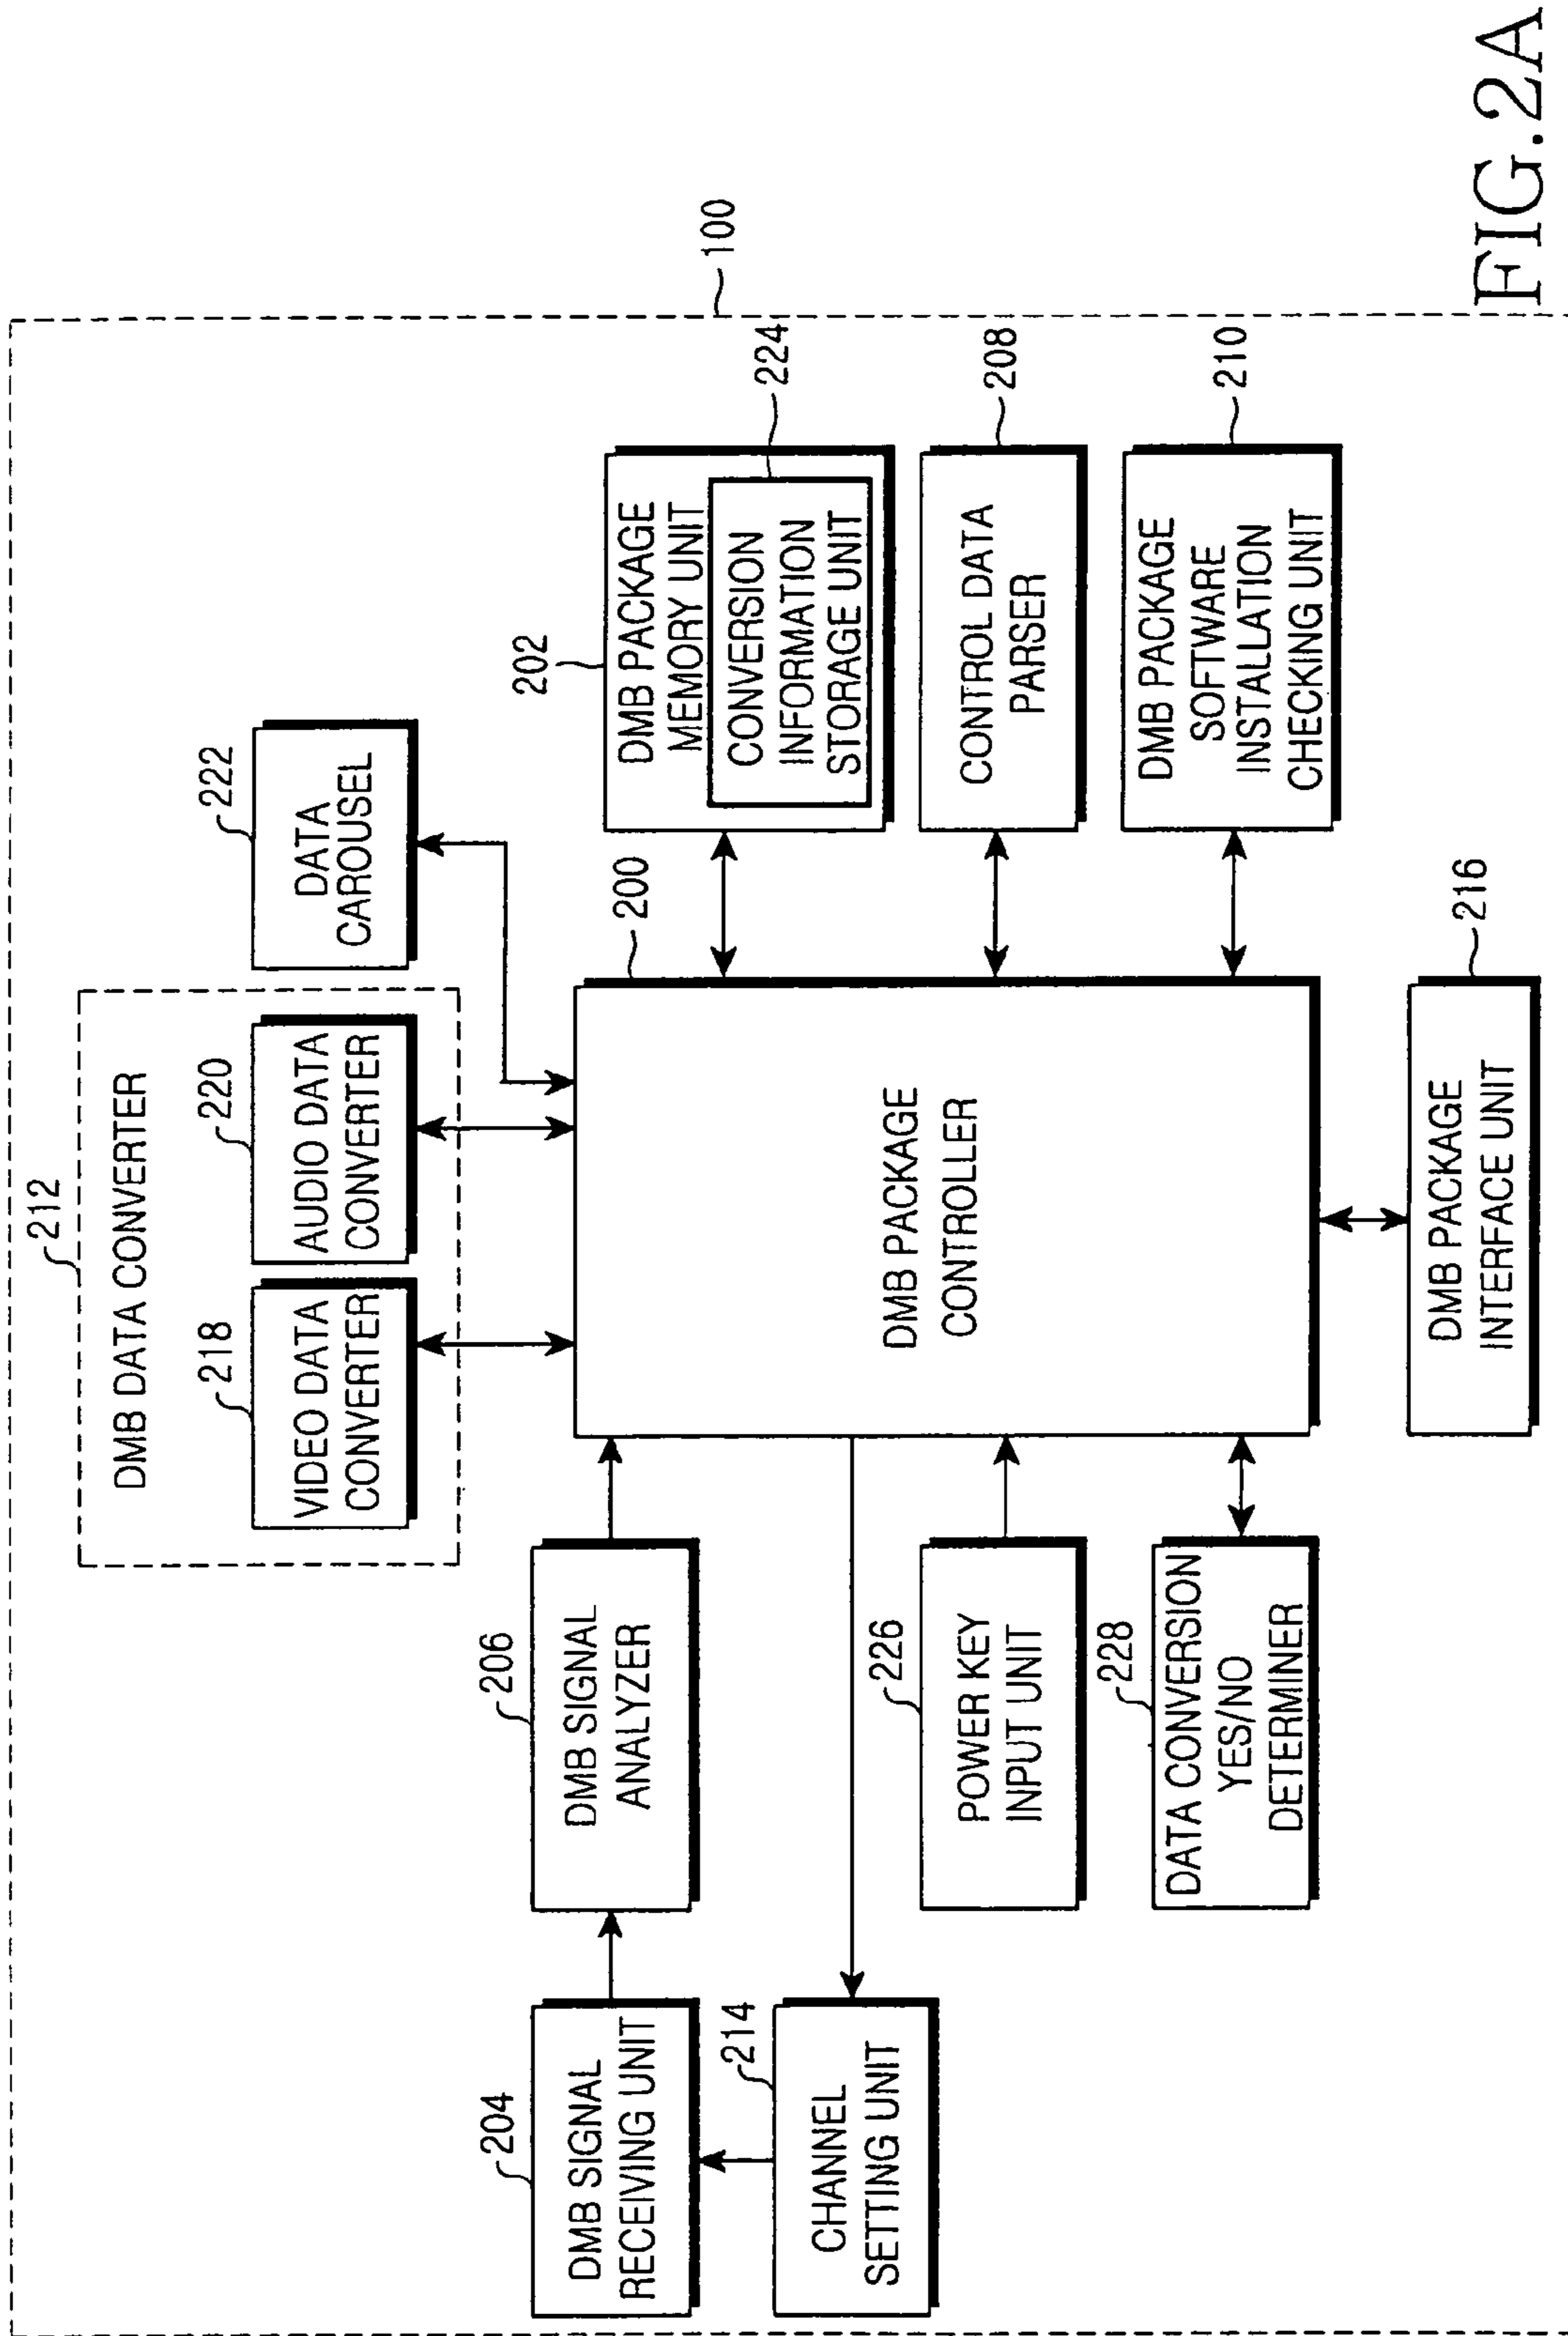 212
DMB DATA CONVERTER
218
VIDEO DATA
CONVERTER
220
AUDIO DATA
CONVERTER
222
DATA
CAROUSEL
204
DMB SIGNAL
RECEIVING UNIT
206
DMB SIGNAL
ANALYZER
214
CHANNEL
SETTING UNIT
226
POWER KEY
INPUT UNIT
228
DATA CONVERSION
YES/NO
DETERMINER
200
DMB PACKAGE
CONTROLLER
202
DMB PACKAGE
MEMORY UNIT
224
CONVERSION
INFORMATION
STORAGE UNIT
208
CONTROL DATA
PARSER
210
DMB PACKAGE
SOFTWARE
INSTALLATION
CHECKING UNIT
216
DMB PACKAGE
INTERFACE UNIT
100
FIG.2A